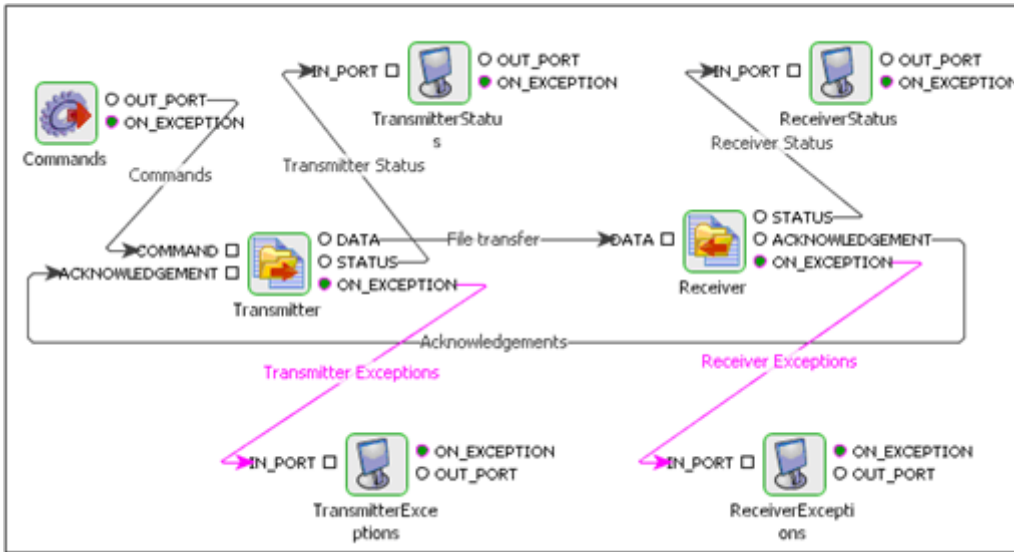 IN_PORT
OUT_PORT
ON_EXCEPTION
TransmitterStatu
s
IN_PORT
OUT_PORT
ON_EXCEPTION
ReceiverStatus
OUT_PORT
ON_EXCEPTION
Commands
Commands
Transmitter Status
Receiver Status
COMMAND
ACKNOWLEDGEMENT
DATA
STATUS
ON_EXCEPTION
Transmitter
File transfer
DATA
STATUS
ACKNOWLEDGEMENT
ON_EXCEPTION
Receiver
Acknowledgements
Transmitter Exceptions
Receiver Exceptions
IN_PORT
ON_EXCEPTION
OUT_PORT
TransmitterExce
ptions
IN_PORT
ON_EXCEPTION
OUT_PORT
ReceiverExcepti
ons